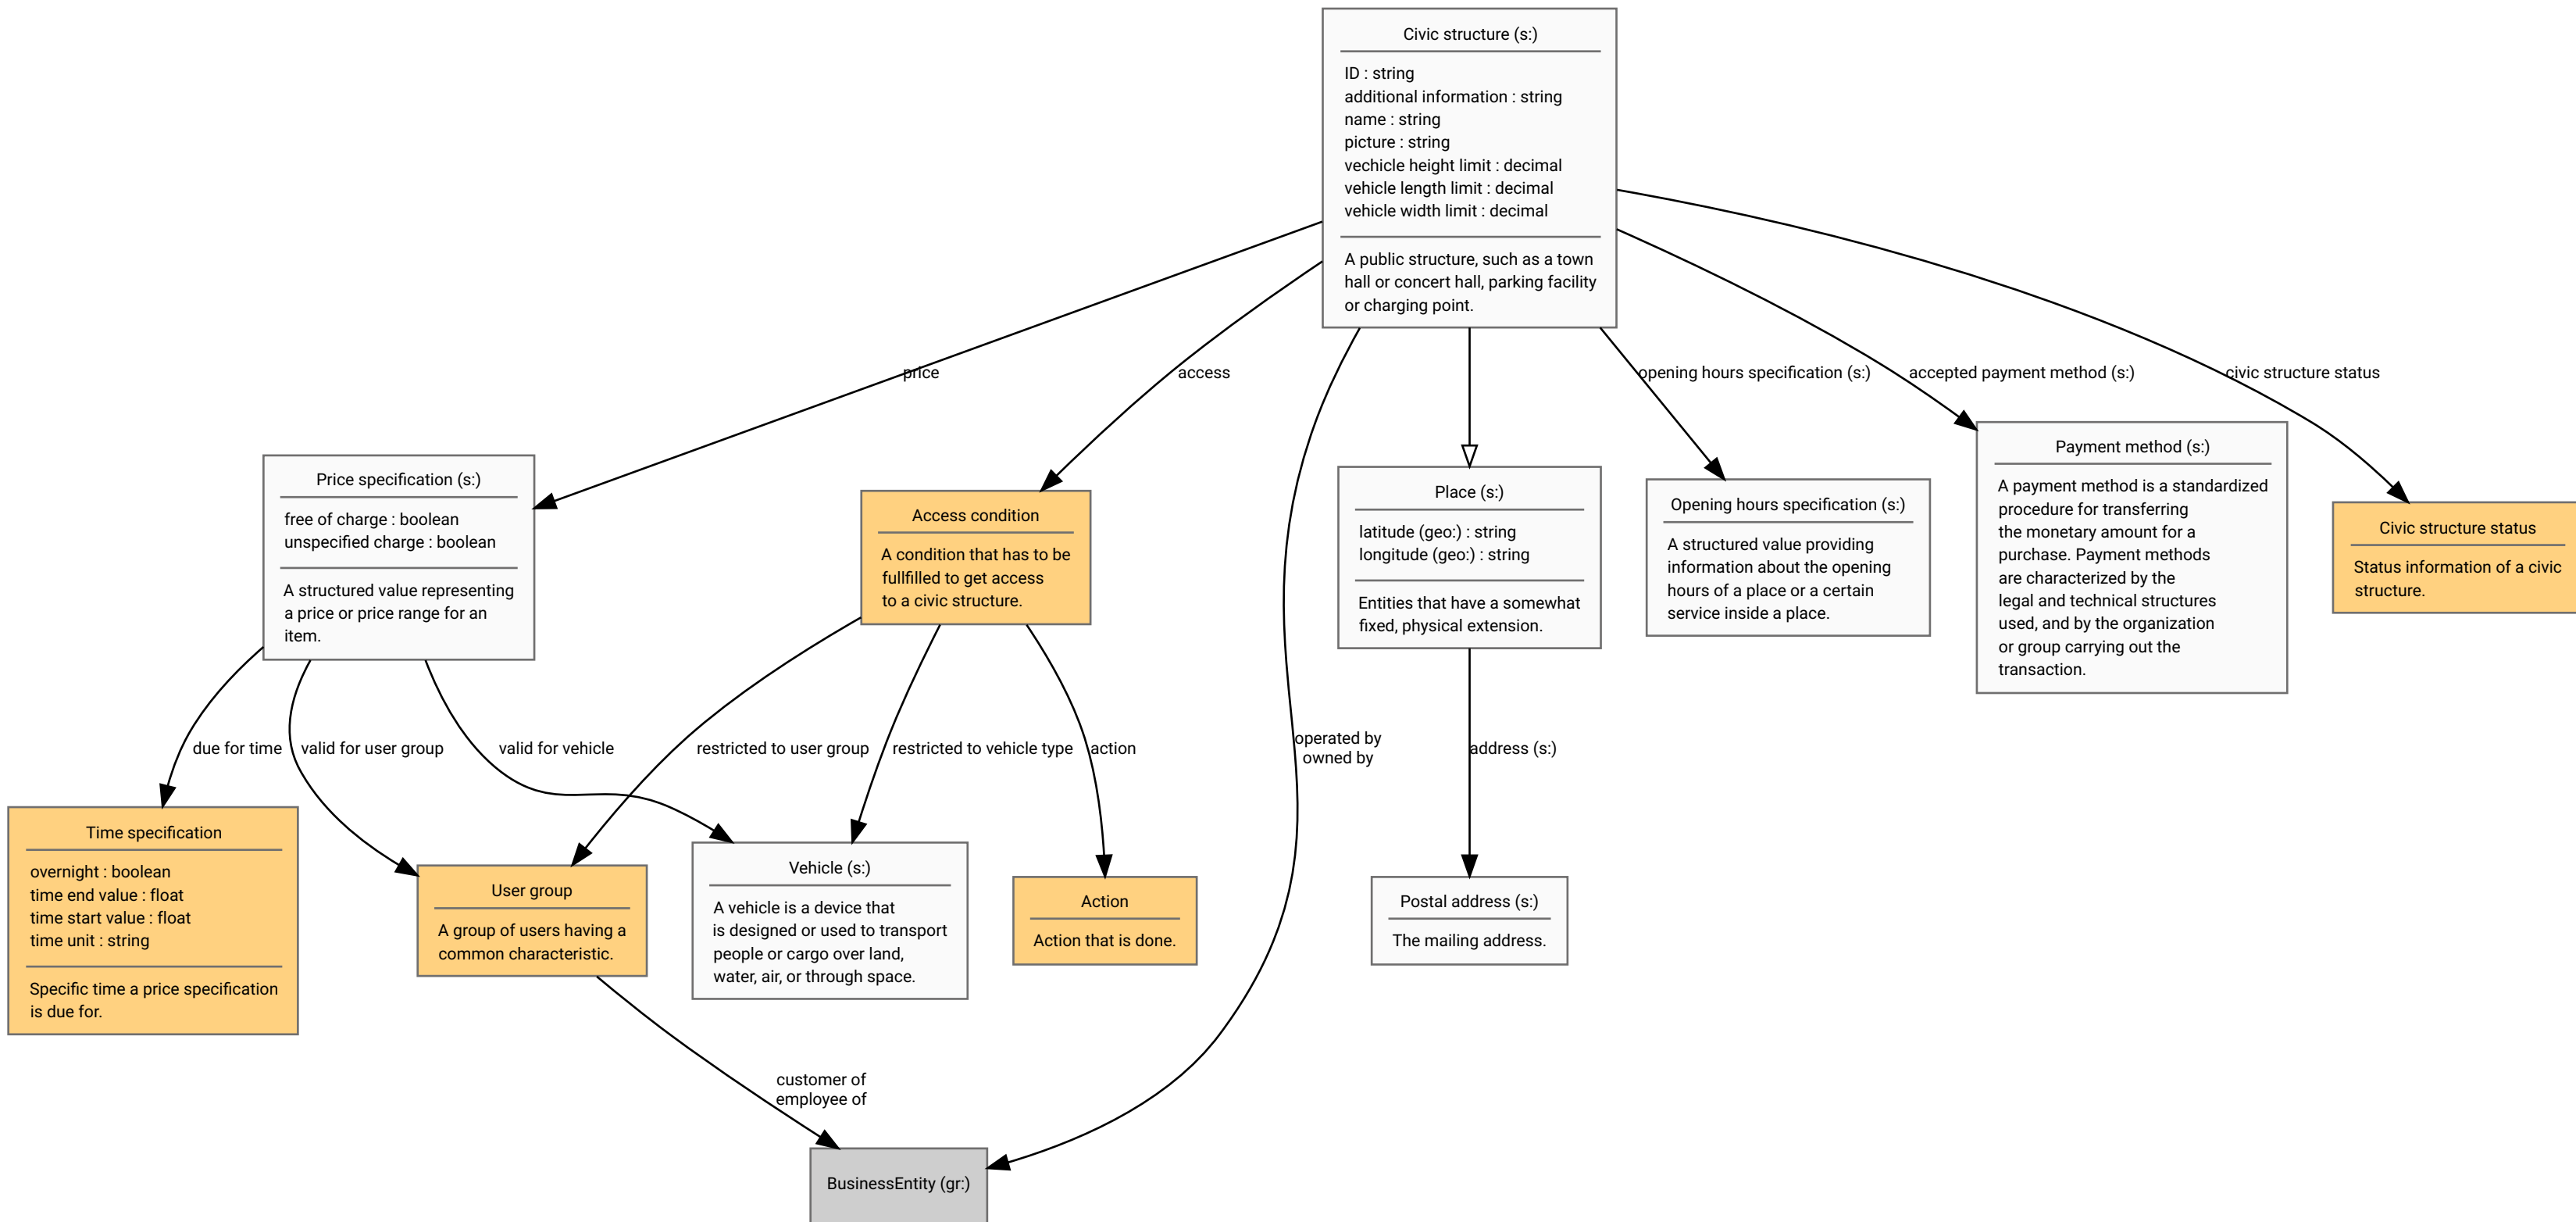 Civic structure (s:)
ID : string
additional information : string
name : string
picture : string
vechicle height limit : decimal
vehicle length limit : decimal
vehicle width limit : decimal
A public structure, such as a town
hall or concert hall, parking facility
or charging point.
price
access
opening hours specification (s:)
accepted payment method (s:)
civic structure status
Price specification (s:)
free of charge : boolean
unspecified charge : boolean
A structured value representing
a price or price range for an
item.
Access condition
A condition that has to be
fullfilled to get access
to a civic structure.
Place (s:)
latitude (geo:) : string
longitude (geo:) : string
Entities that have a somewhat
fixed, physical extension.
Opening hours specification (s:)
A structured value providing
information about the opening
hours of a place or a certain
service inside a place.
Payment method (s:)
A payment method is a standardized
procedure for transferring
the monetary amount for a
purchase. Payment methods
are characterized by the
legal and technical structures
used, and by the organization
or group carrying out the
transaction.
Civic structure status
Status information of a civic
structure.
due for time
valid for user group
valid for vehicle
restricted to user group
restricted to vehicle type
action
operated by
owned by
address (s:)
Time specification
overnight : boolean
time end value : float
time start value : float
time unit : string
Specific time a price specification
is due for.
User group
A group of users having a
common characteristic.
Vehicle (s:)
A vehicle is a device that
is designed or used to transport
people or cargo over land,
water, air, or through space.
Action
Action that is done.
Postal address (s:)
The mailing address.
customer of
employee of
BusinessEntity (gr:)